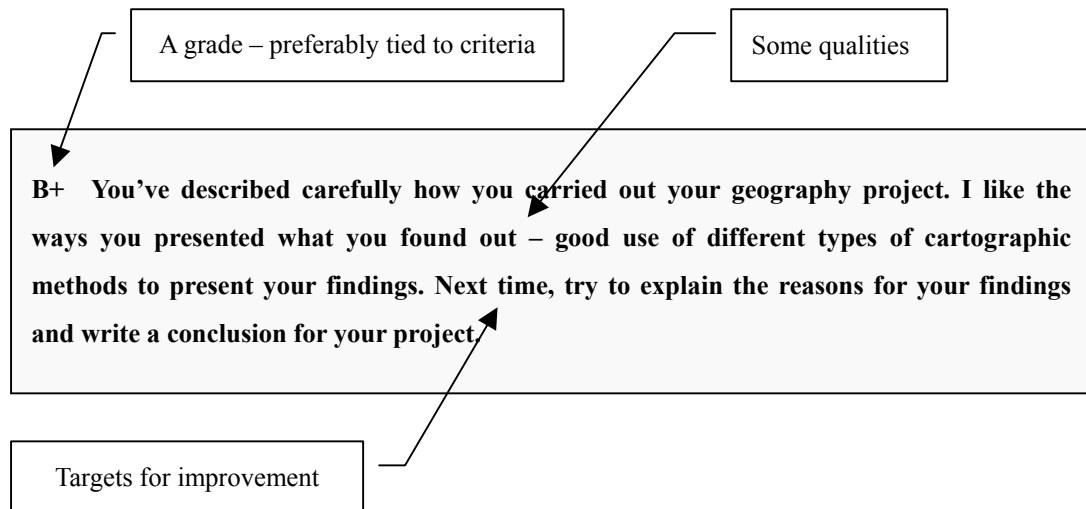 A grade – preferably tied to criteria
Some qualities
B+ You’ve described carefully how you carried out your geography project. I like the
ways you presented what you found out – good use of different types of cartographic
methods to present your findings. Next time, try to explain the reasons for your findings
and write a conclusion for your project.
Targets for improvement